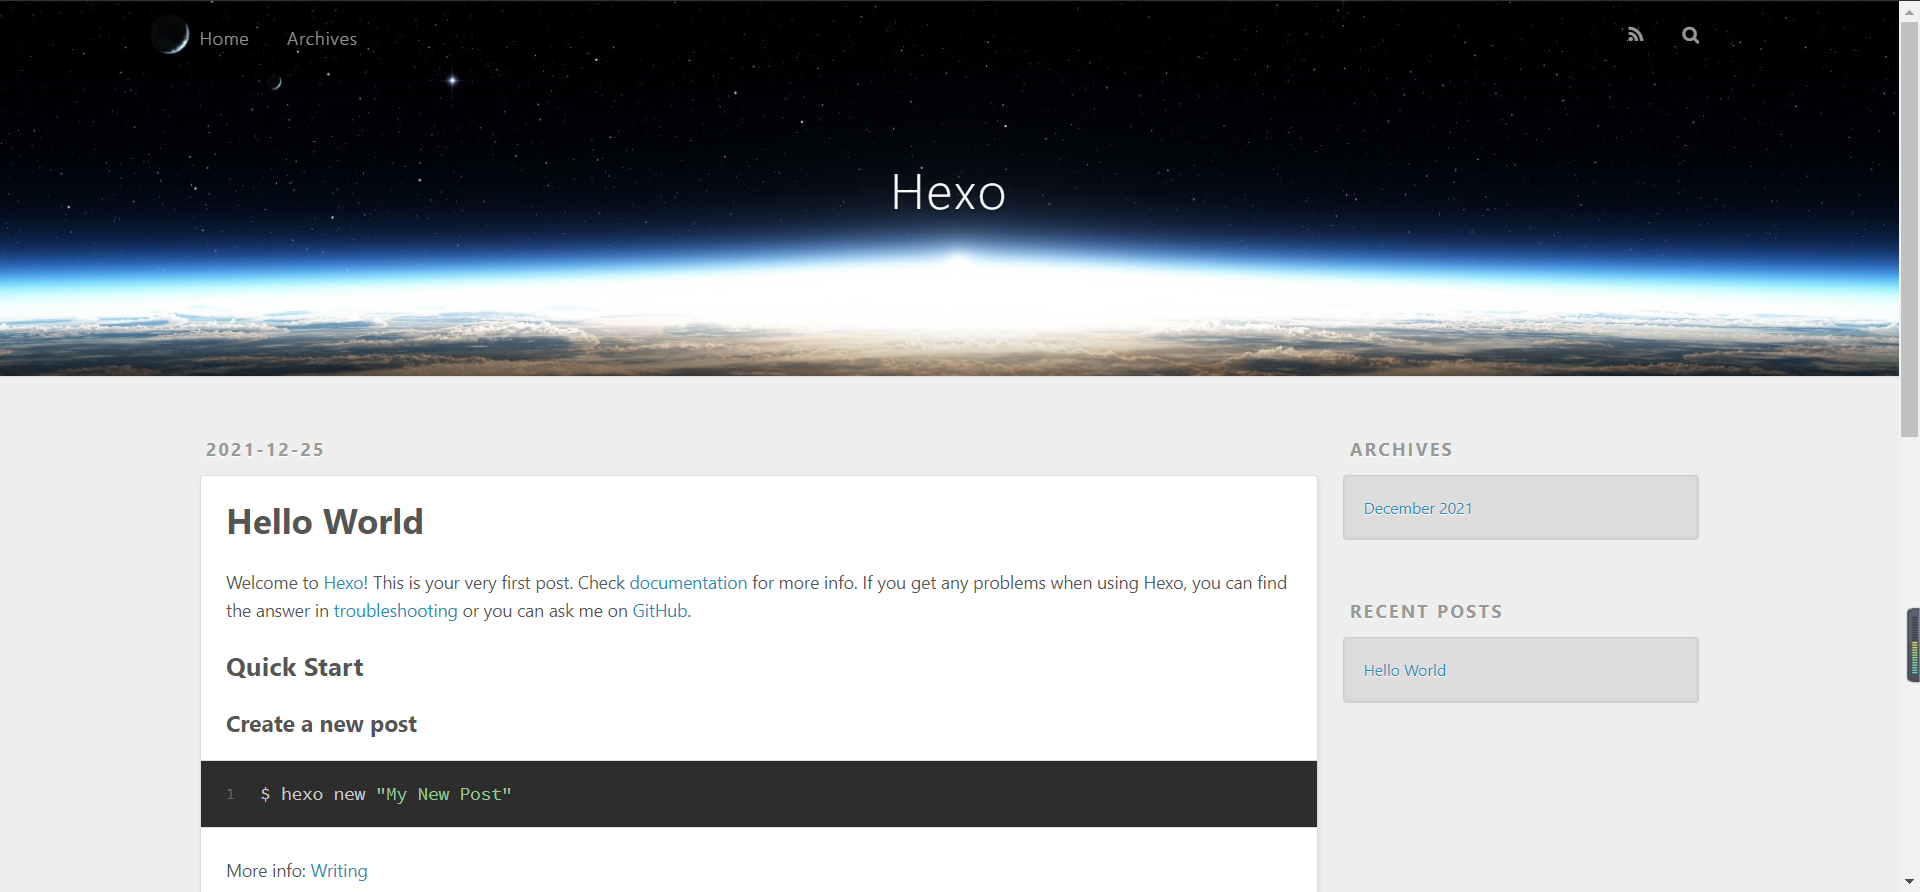 Home Archives
Hexo
2021-12-25
Hello World
Welcome to Hexo! This is your very first post. Check documentation for more info. If you get any problems when using Hexo, you can find
the answer in troubleshooting or you can ask me on GitHub.
Quick Start
Create a new post
1 $ hexo new "My New Post"
More info: Writing
ARCHIVES
December 2021
RECENT POSTS
Hello World